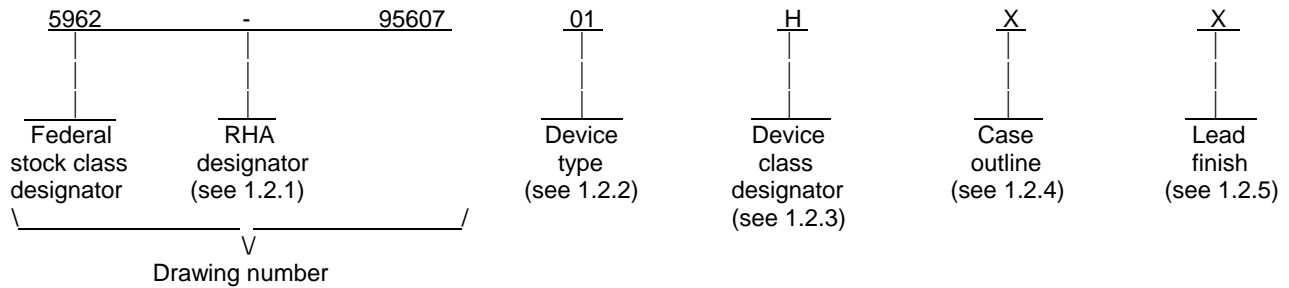 5962 - 95607 01 H X X
Federal RHA Device Device Case Lead
stock class designator type class outline finish
designator (see 1.2.1) (see 1.2.2) designator (see 1.2.4) (see 1.2.5)
(see 1.2.3)
Drawing number